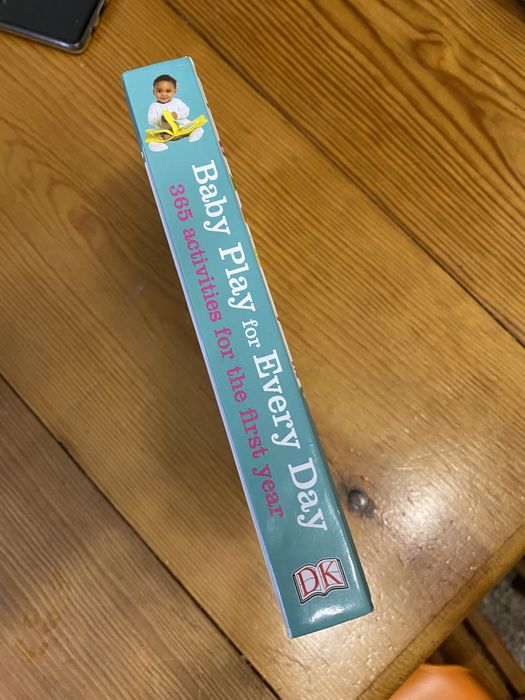 Baby Play for Every Day
365 activities for the first year
DK